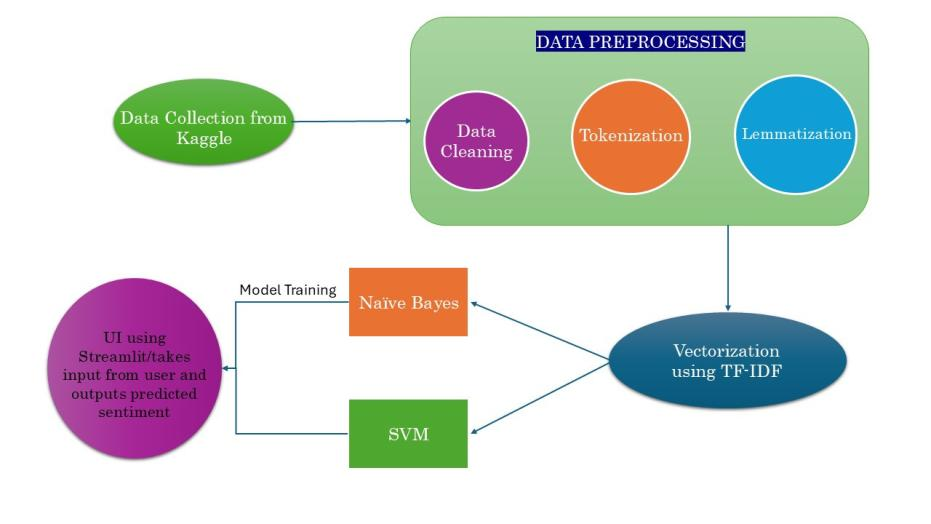 DATA PREPROCESSING
Data Collection from
Kaggle
Data
Cleaning
Tokenization
Lemmatization
Model Training
Naïve Bayes
UI using
Streamlit/takes
input from user and
outputs predicted
sentiment
Vectorization
using TF-IDF
SVM